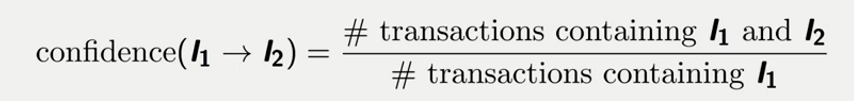 confidence(I₁ → I₂) = # transactions containing I₁ and I₂ / # transactions containing I₁